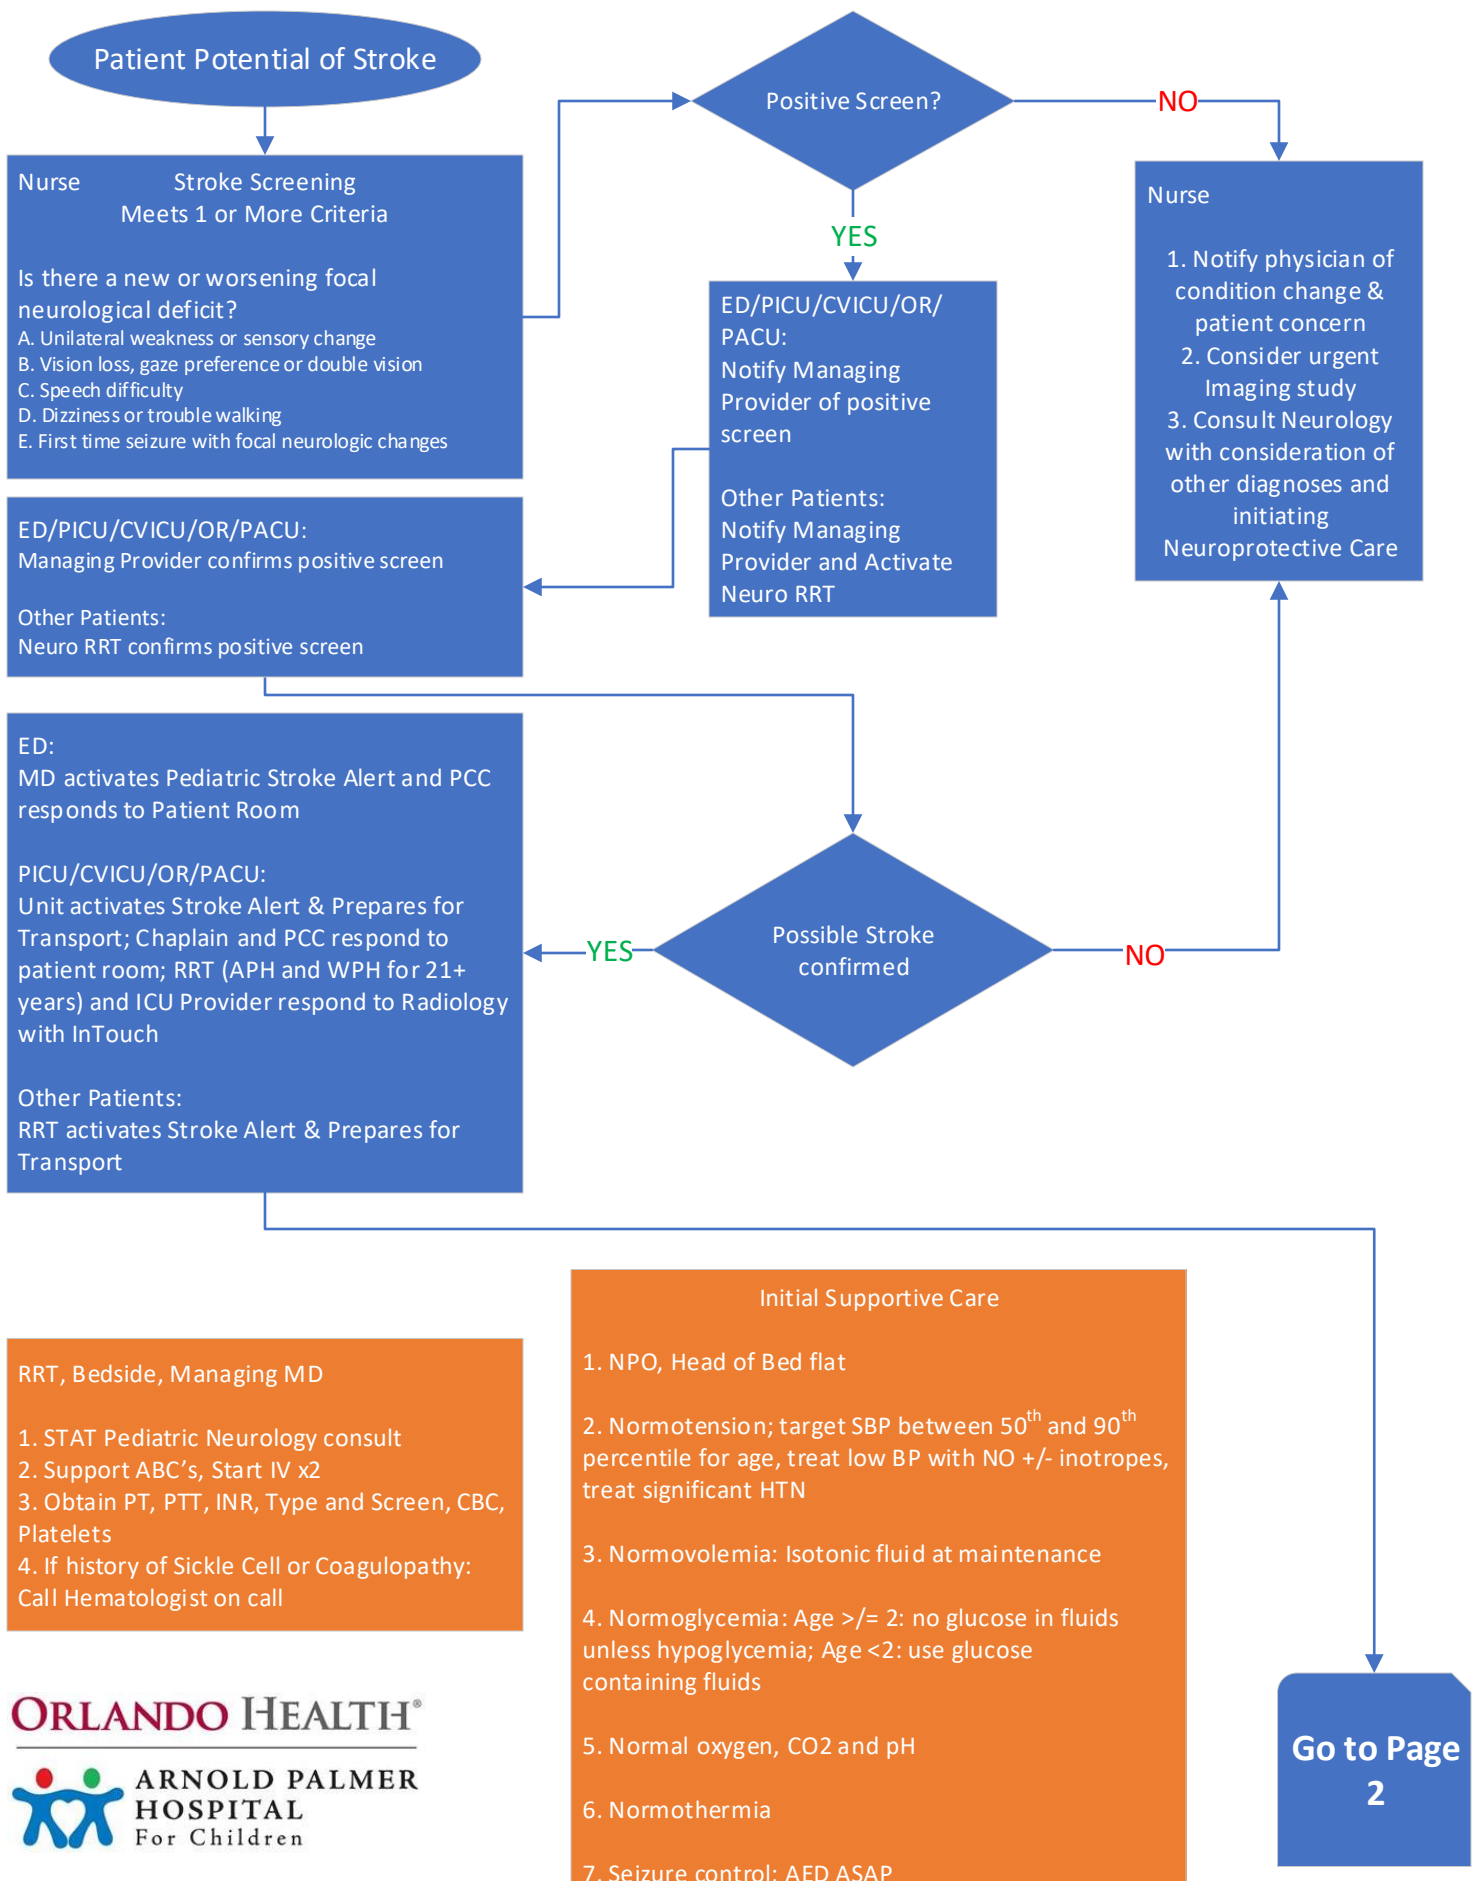 Patient Potential of Stroke
Nurse Stroke Screening
Meets 1 or More Criteria
Is there a new or worsening focal
neurological deficit?
A. Unilateral weakness or sensory change
B. Vision loss, gaze preference or double vision
C. Speech difficulty
D. Dizziness or trouble walking
E. First time seizure with focal neurologic changes
Positive Screen?
NO
YES
Nurse
1. Notify physician of
condition change &
patient concern
2. Consider urgent
Imaging study
3. Consult Neurology
with consideration of
other diagnoses and
initiating
Neuroprotective Care
ED/PICU/CVICU/OR/
PACU:
Notify Managing
Provider of positive
screen
Other Patients:
Notify Managing
Provider and Activate
Neuro RRT
ED/PICU/CVICU/OR/PACU:
Managing Provider confirms positive screen
Other Patients:
Neuro RRT confirms positive screen
Possible Stroke
confirmed
YES
NO
ED:
MD activates Pediatric Stroke Alert and PCC
responds to Patient Room
PICU/CVICU/OR/PACU:
Unit activates Stroke Alert & Prepares for
Transport; Chaplain and PCC respond to
patient room; RRT (APH and WPH for 21+
years) and ICU Provider respond to Radiology
with InTouch
Other Patients:
RRT activates Stroke Alert & Prepares for
Transport
RRT, Bedside, Managing MD
1. STAT Pediatric Neurology consult
2. Support ABC's, Start IV x2
3. Obtain PT, PTT, INR, Type and Screen, CBC,
Platelets
4. If history of Sickle Cell or Coagulopathy:
Call Hematologist on call
Initial Supportive Care
1. NPO, Head of Bed flat
2. Normotension; target SBP between 50th and 90th
percentile for age, treat low BP with NO +/- inotropes,
treat significant HTN
3. Normovolemia: Isotonic fluid at maintenance
4. Normoglycemia: Age >/= 2: no glucose in fluids
unless hypoglycemia; Age <2: use glucose
containing fluids
5. Normal oxygen, CO2 and pH
6. Normothermia
7. Seizure control: AED ASAP
Go to Page
2
ORLANDO HEALTH®
ARNOLD PALMER
HOSPITAL
For Children